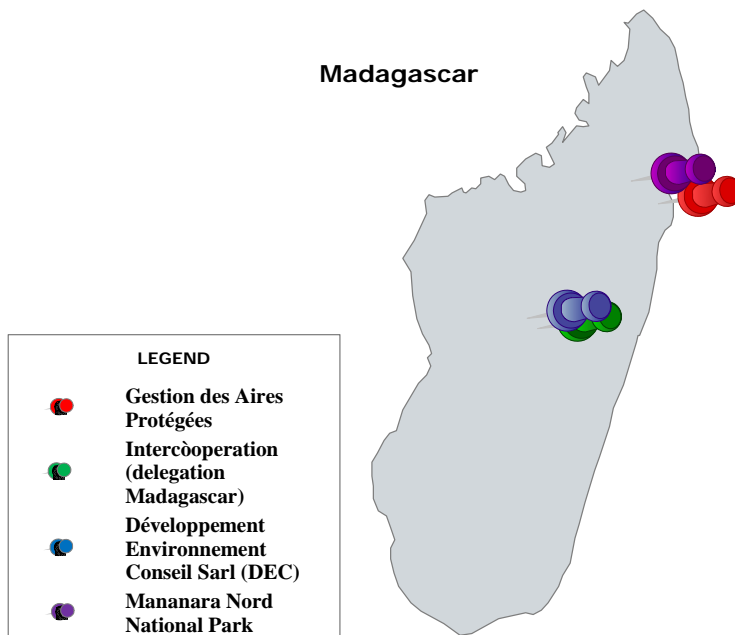 Madagascar
LEGEND
Gestion des Aires
Protégées
Intercòoperation
(delegation
Madagascar)
Développement
Environnement
Conseil Sarl (DEC)
Mananara Nord
National Park